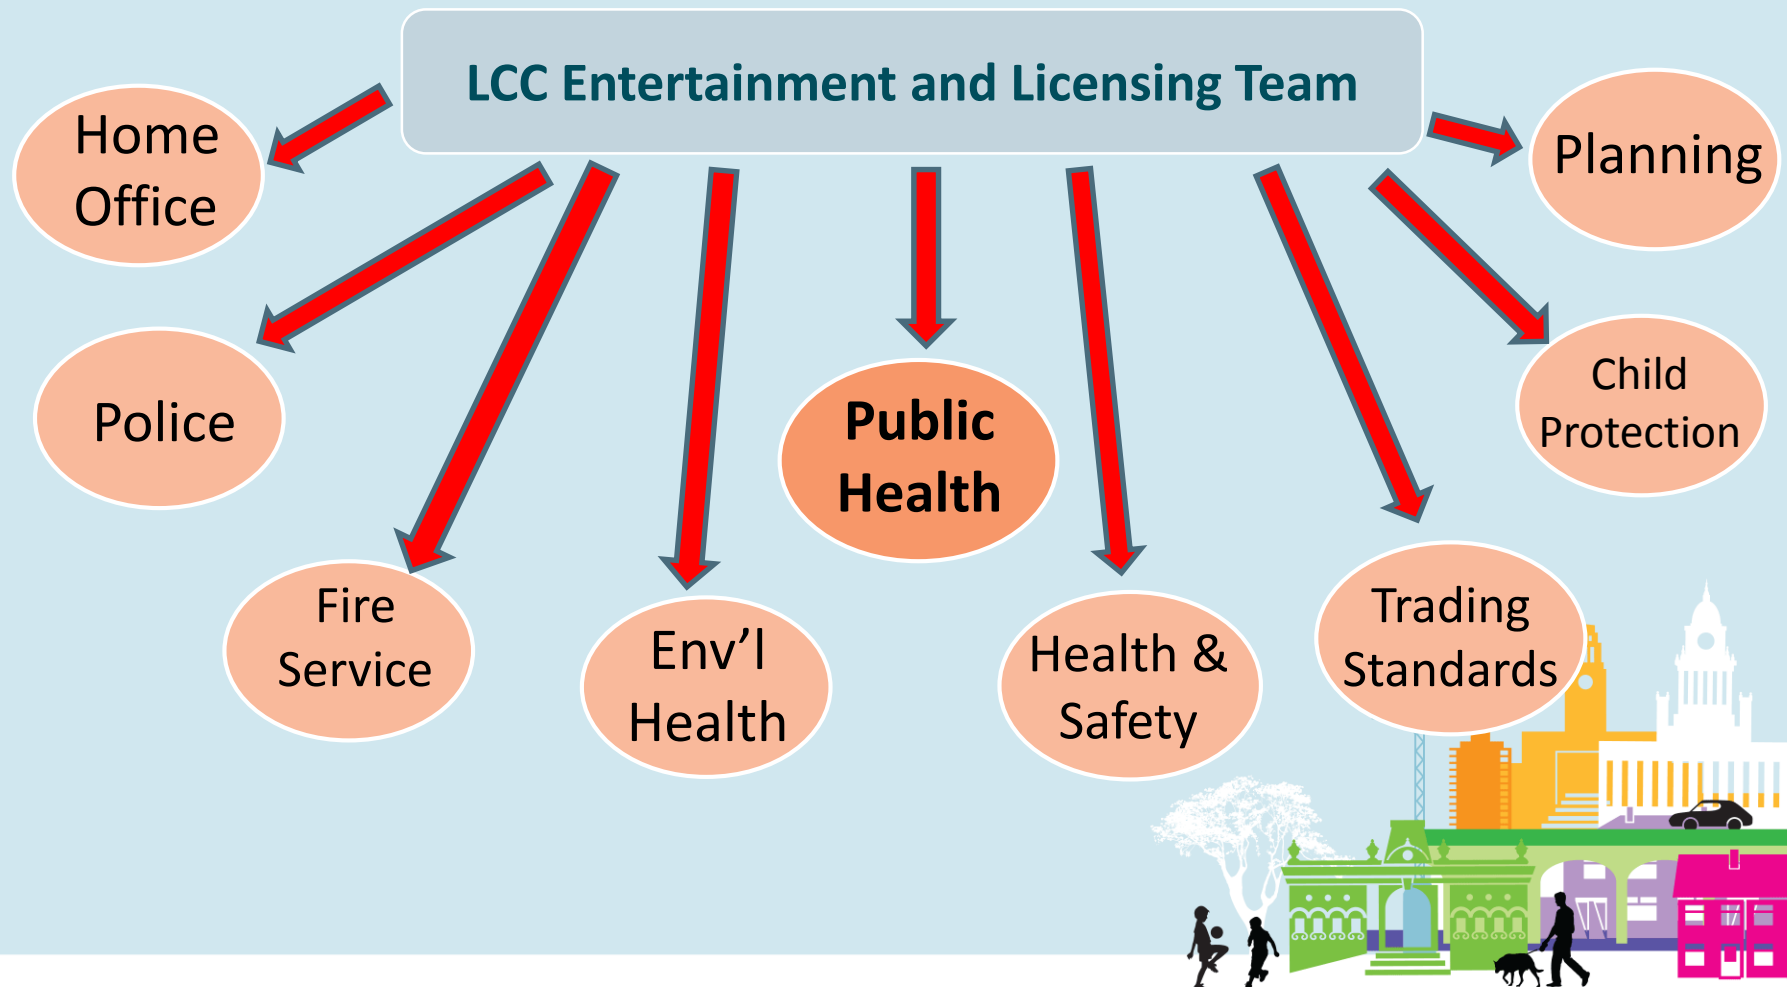 LCC Entertainment and Licensing Team
Home
Office
Planning
Police
Child
Protection
Public
Health
Fire
Service
Env’l
Health
Health &
Safety
Trading
Standards